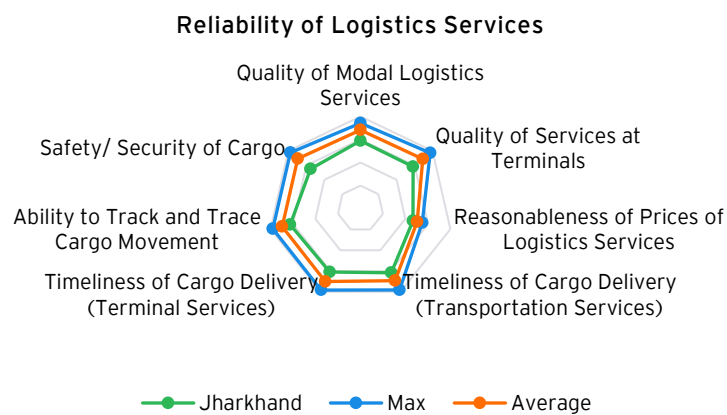 Reliability of Logistics Services
Quality of Modal Logistics
Services
Quality of Services at
Terminals
Reasonableness of Prices of
Logistics Services
Timeliness of Cargo Delivery
(Transportation Services)
Timeliness of Cargo Delivery
(Terminal Services)
Ability to Track and Trace
Cargo Movement
Safety/ Security of Cargo
Jharkhand
Max
Average